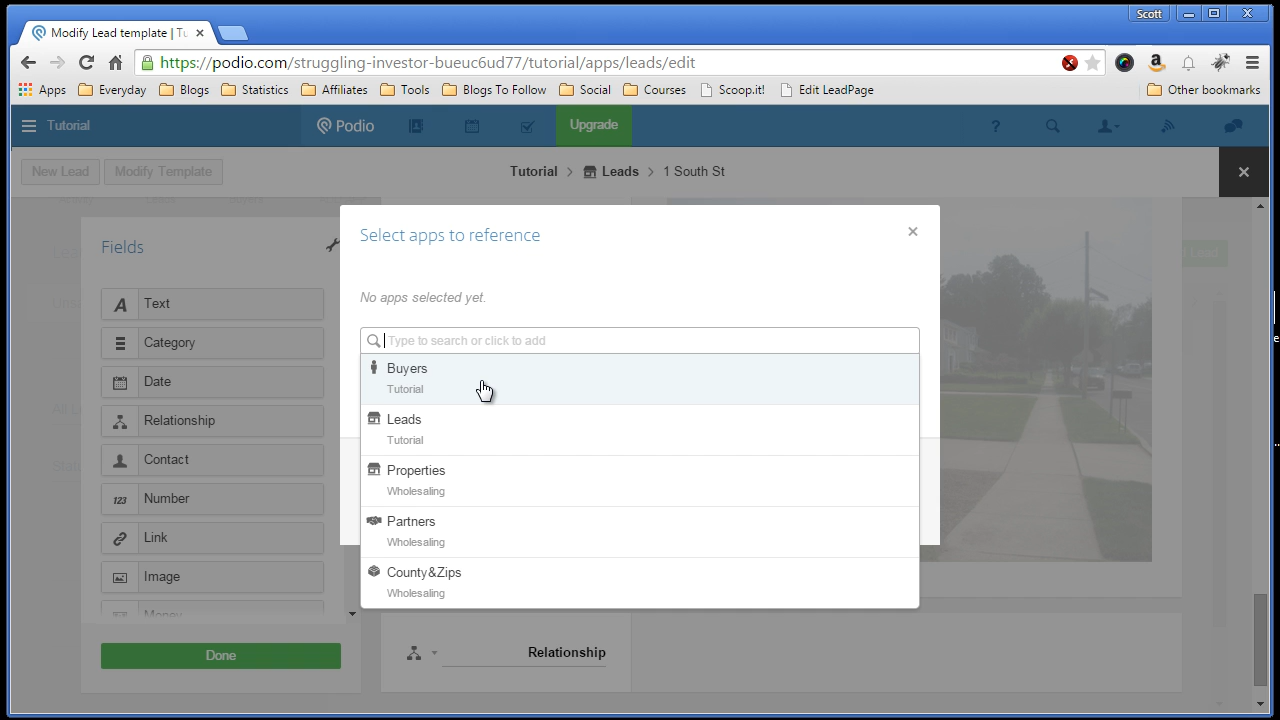 Scott
Modify Lead template | Tu
https://podio.com/struggling-investor-bueuc6ud77/tutorial/apps/leads/edit
Apps Everyday Blogs Statistics Affiliates Tools Blogs To Follow Social Courses Scoop.it! Edit LeadPage Other bookmarks
Tutorial Podio Upgrade ?
New Lead Modify Template Tutorial > Leads > 1 South St
Select apps to reference
Fields
No apps selected yet.
Text
Type to search or click to add
Category
Buyers
Tutorial
Date
Leads
Relationship
Tutorial
Contact
Properties
Wholesaling
123 Number
Partners
Link
Wholesaling
Image
County&Zips
Wholesaling
Money
Done
Relationship